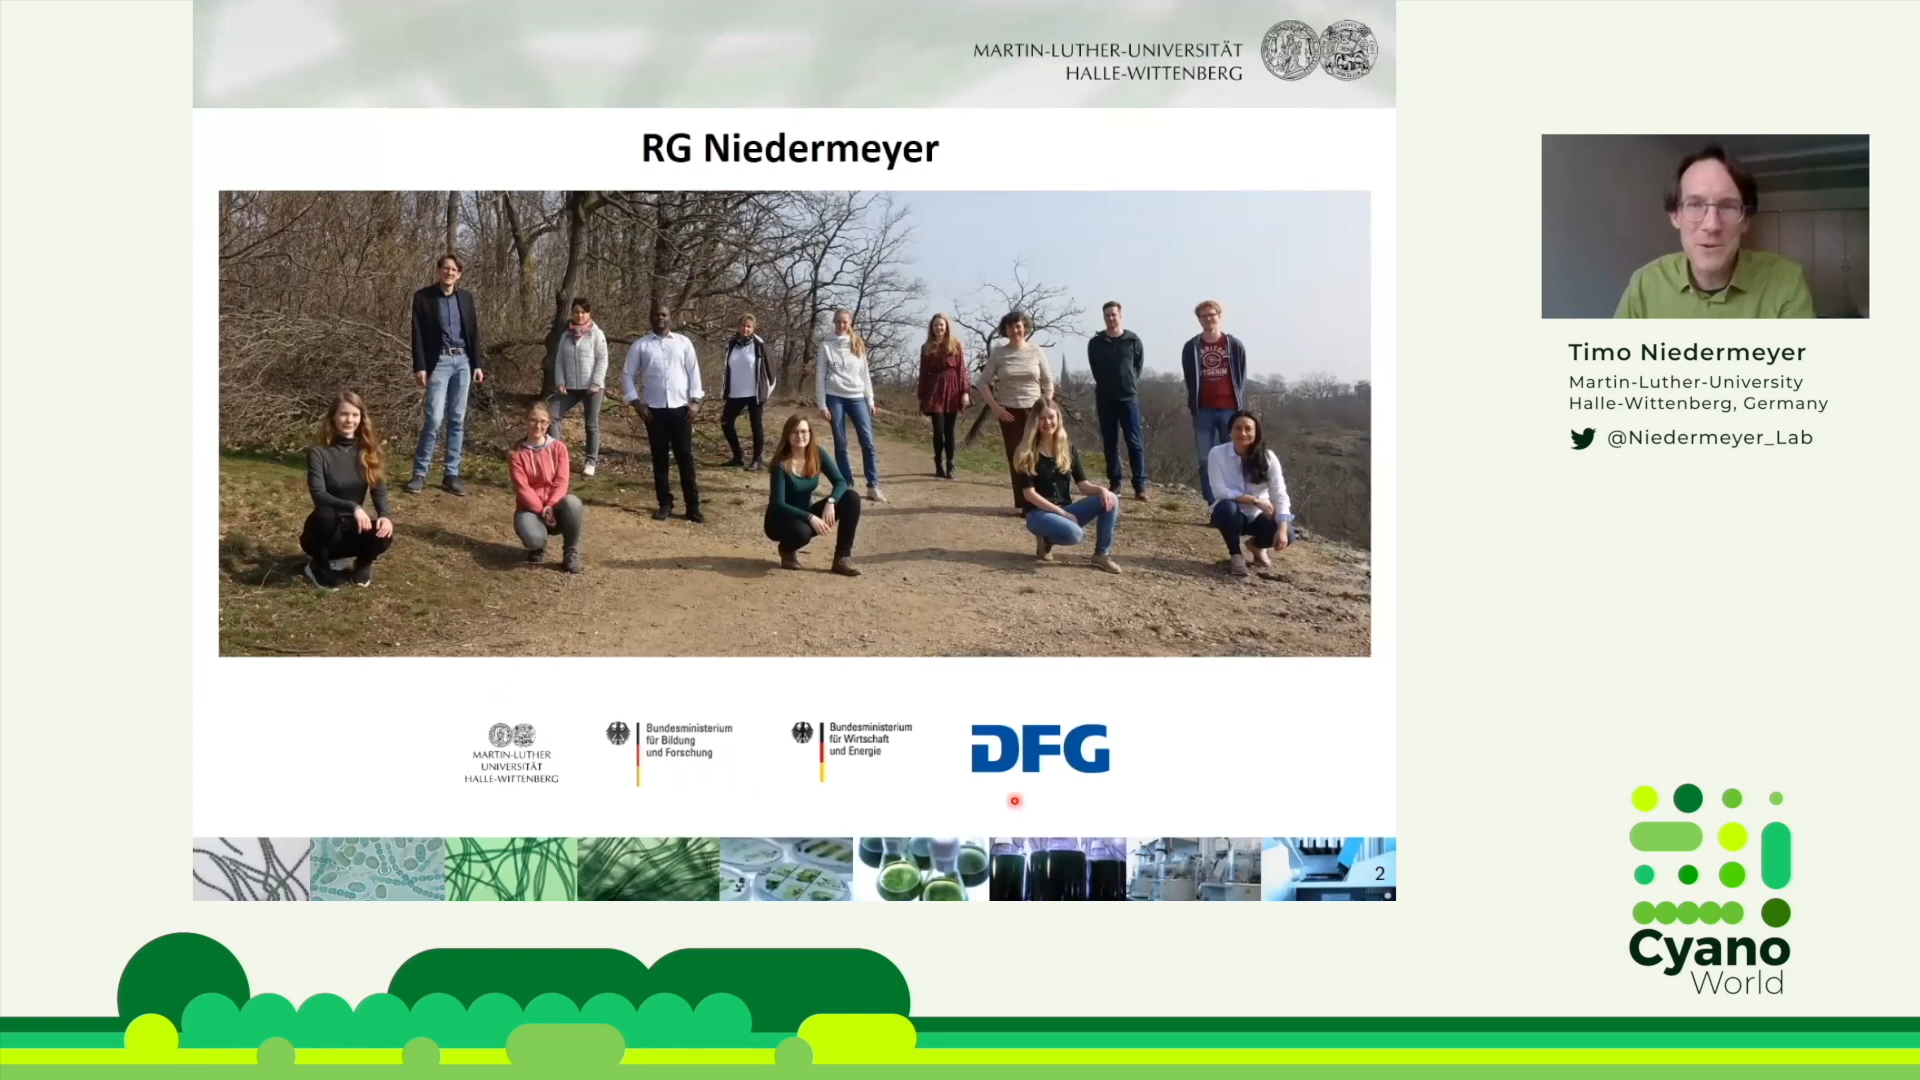 MARTIN-LUTHER-UNIVERSITÄT
HALLE-WITTENBERG
RG Niedermeyer
MARTIN-LUTHER
UNIVERSITÄT
HALLE-WITTENBERG
Bundesministerium
für Bildung
und Forschung
Bundesministerium
für Wirtschaft
und Energie
DFG
2
Timo Niedermeyer
Martin-Luther-University
Halle-Wittenberg, Germany
@Niedermeyer_Lab
Cyano
World